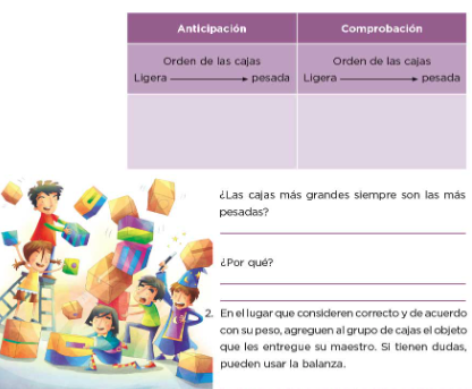 Anticipación Comprobación
Orden de las cajas Orden de las cajas
Ligera pesada Ligera pesada
¿Las cajas más grandes siempre son las más
pesadas?
¿Por qué?
2. En el lugar que consideren correcto y de acuerdo
con su peso, agreguen al grupo de cajas el objeto
que les entregue su maestro. Si tienen dudas,
pueden usar la balanza.